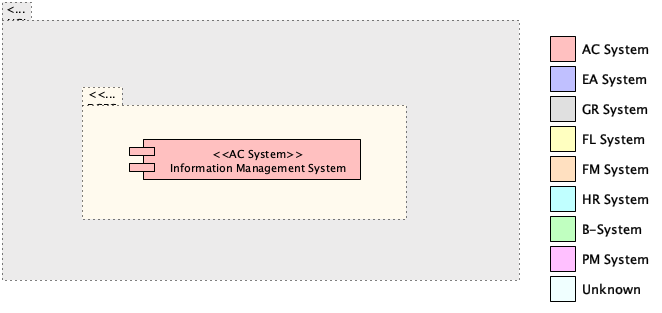 <...
<<...
<<AC System>>
Information Management System
AC System
EA System
GR System
FL System
FM System
HR System
B-System
PM System
Unknown